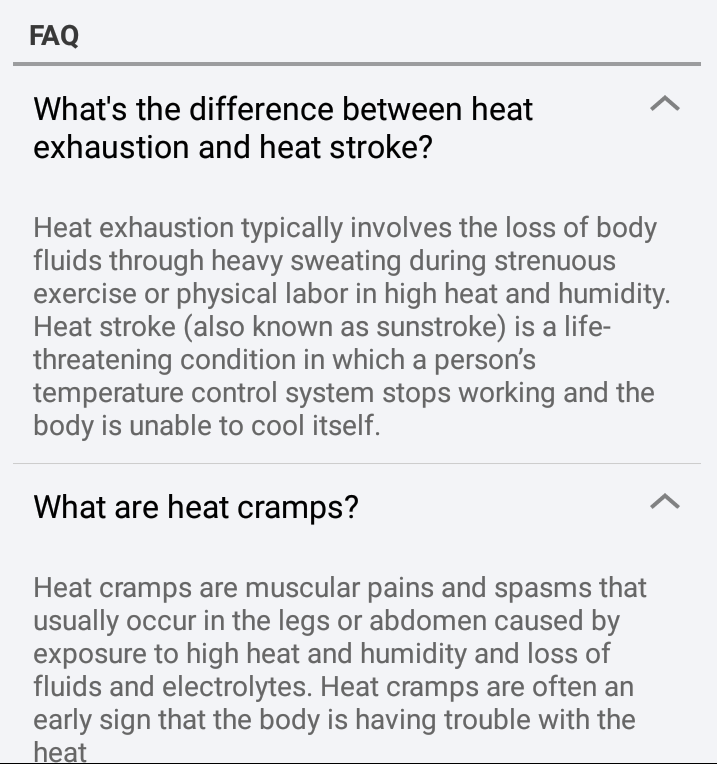 FAQ
What's the difference between heat
exhaustion and heat stroke?
Heat exhaustion typically involves the loss of body
fluids through heavy sweating during strenuous
exercise or physical labor in high heat and humidity.
Heat stroke (also known as sunstroke) is a life-
threatening condition in which a person’s
temperature control system stops working and the
body is unable to cool itself.
What are heat cramps?
Heat cramps are muscular pains and spasms that
usually occur in the legs or abdomen caused by
exposure to high heat and humidity and loss of
fluids and electrolytes. Heat cramps are often an
early sign that the body is having trouble with the
heat